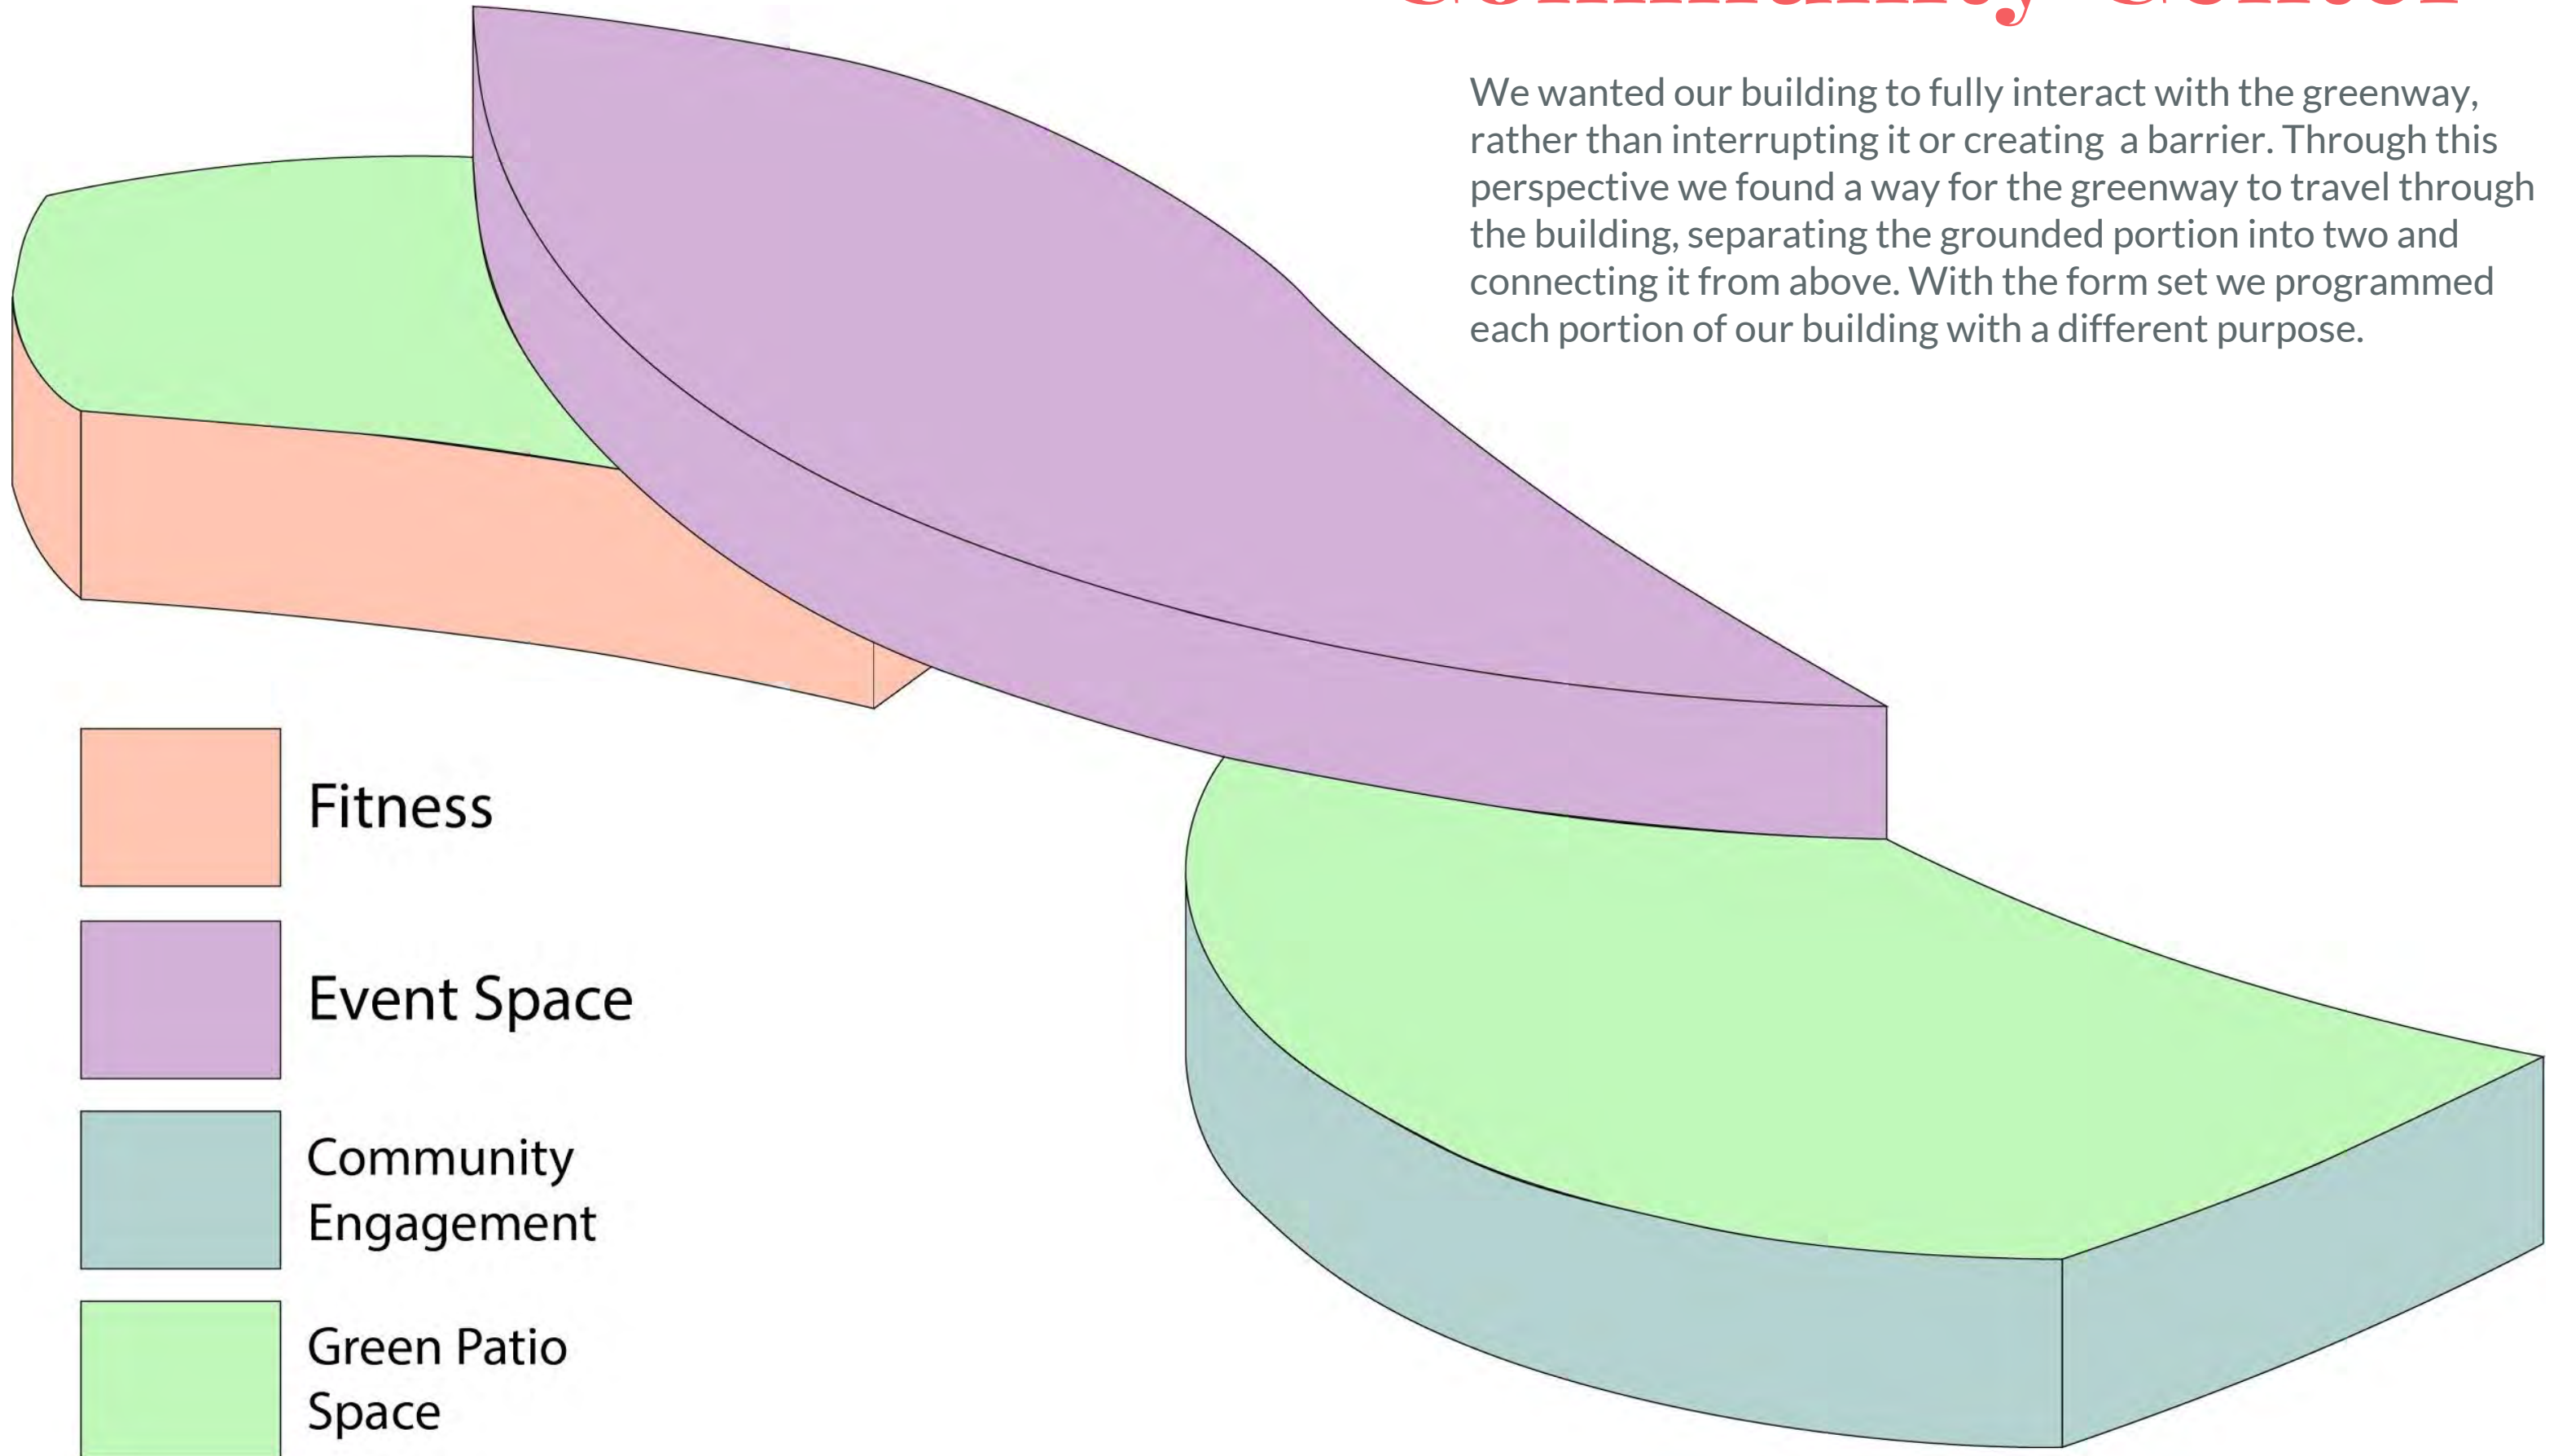 Community Center
We wanted our building to fully interact with the greenway,
rather than interrupting it or creating  a barrier. Through this
perspective we found a way for the greenway to travel through
the building, separating the grounded portion into two and
connecting it from above. With the form set we programmed
each portion of our building with a different purpose.
Fitness
Event Space
Community
Engagement
Green Patio
Space